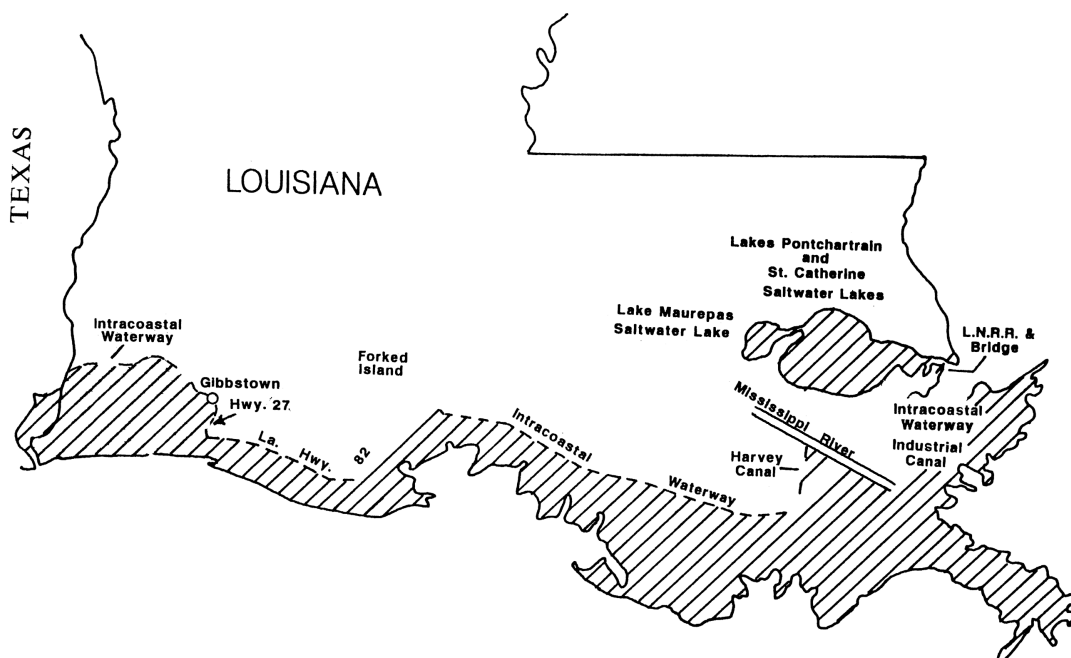 TEXAS
LOUISIANA
Lakes Pontchartrain
and
St. Catherine
Saltwater Lakes
Lake Maurepas
Saltwater Lake
L.N.R.R. &
Bridge
Intracoastal
Waterway
Forked
Island
Gibbstown
Hwy. 27
La. Hwy. 82
Intracoastal Waterway
Mississippi River
Harvey
Canal
Intracoastal
Waterway
Industrial
Canal